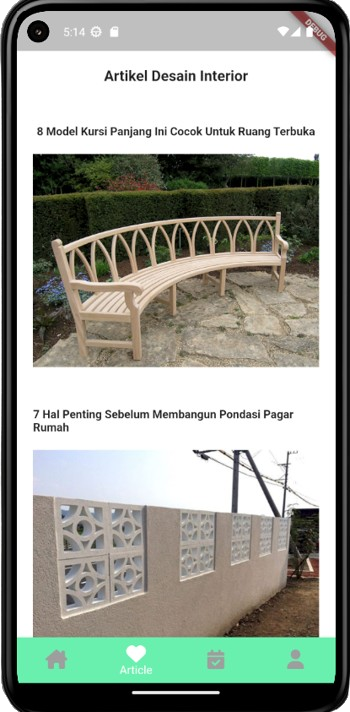 5:14
DEBUG
Artikel Desain Interior
8 Model Kursi Panjang Ini Cocok Untuk Ruang Terbuka
7 Hal Penting Sebelum Membangun Pondasi Pagar
Rumah
Article